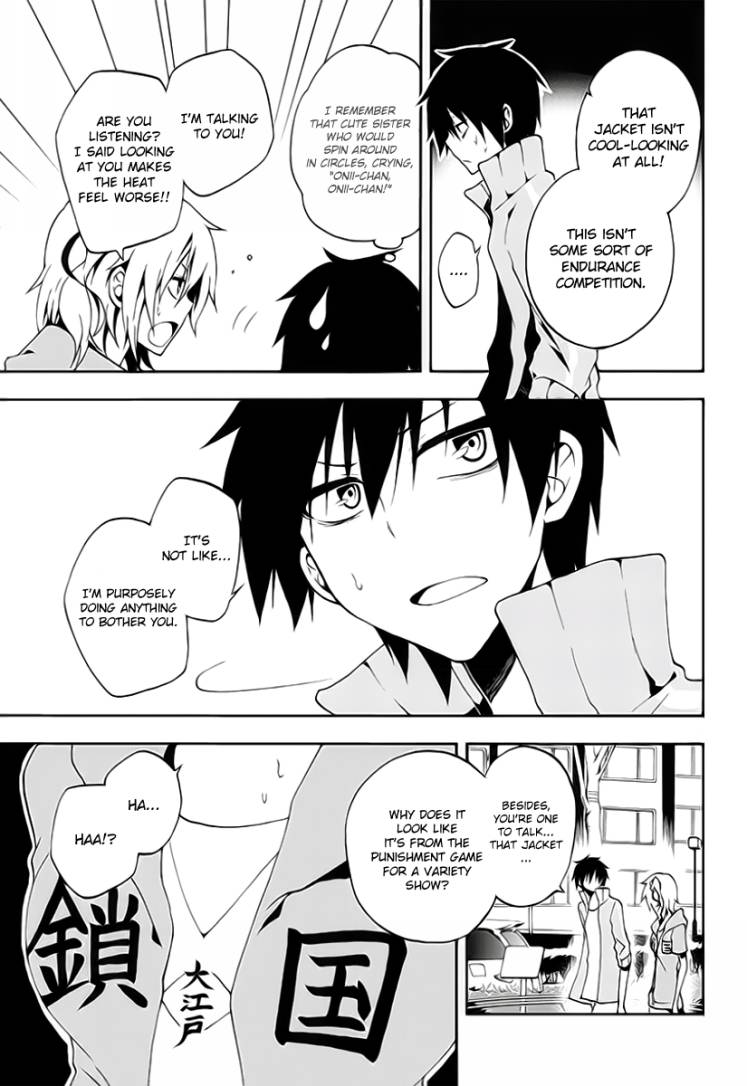 THAT
JACKET ISN'T
COOL-LOOKING
AT ALL!
THIS ISN'T
SOME SORT OF
ENDURANCE
COMPETITION.
....
I REMEMBER
THAT CUTE SISTER
WHO WOULD
SPIN AROUND
IN CIRCLES, CRYING,
"ONII-CHAN,
ONII-CHAN!"
I'M TALKING
TO YOU!
ARE YOU
LISTENING?
I SAID LOOKING
AT YOU MAKES
THE HEAT
FEEL WORSE!!
IT'S
NOT LIKE...
I'M PURPOSELY
DOING ANYTHING
TO BOTHER YOU.
BESIDES,
YOU'RE ONE
TO TALK...
THAT JACKET
...
WHY DOES IT
LOOK LIKE
IT'S FROM THE
PUNISHMENT GAME
FOR A VARIETY
SHOW?
HA...
HAA!?
鎖
大江戸
国